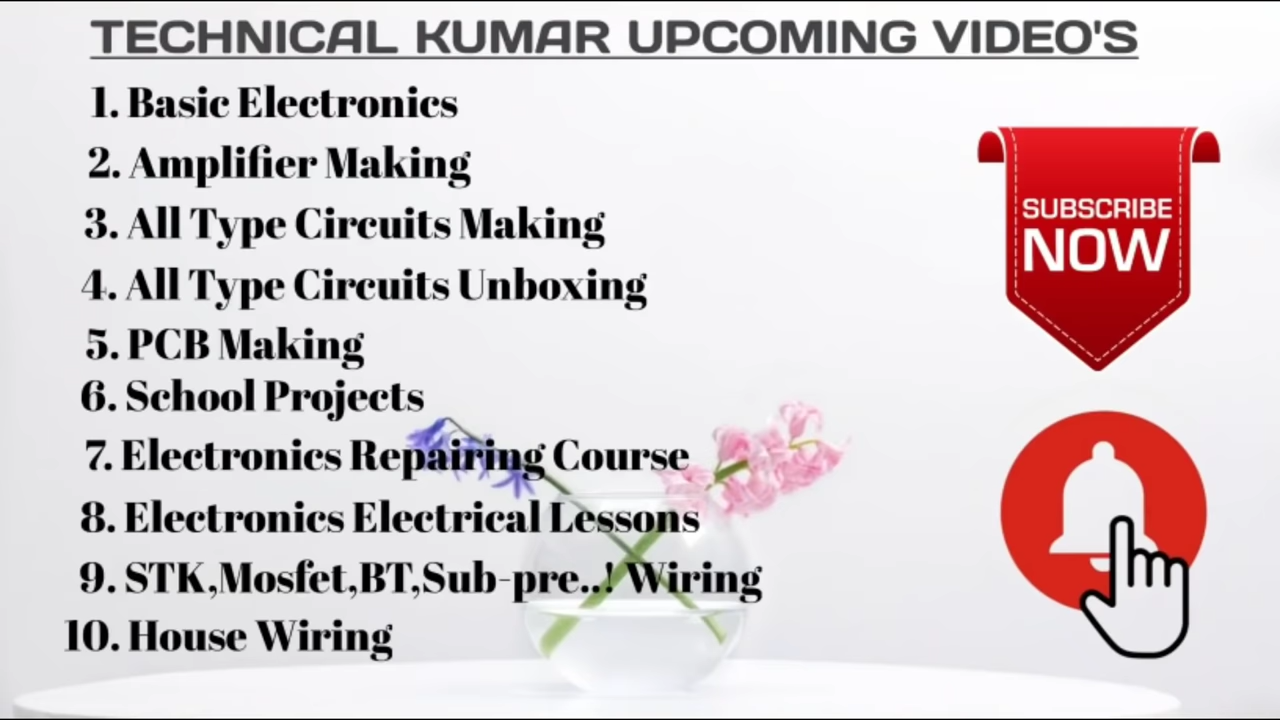 TECHNICAL KUMAR UPCOMING VIDEO'S
1. Basic Electronics
2. Amplifier Making
3. All Type Circuits Making
4. All Type Circuits Unboxing
5. PCB Making
6. School Projects
7. Electronics Repairing Course
8. Electronics Electrical Lessons
9. STK,Mosfet,BT,Sub-pre..! Wiring
10. House Wiring
SUBSCRIBE
NOW